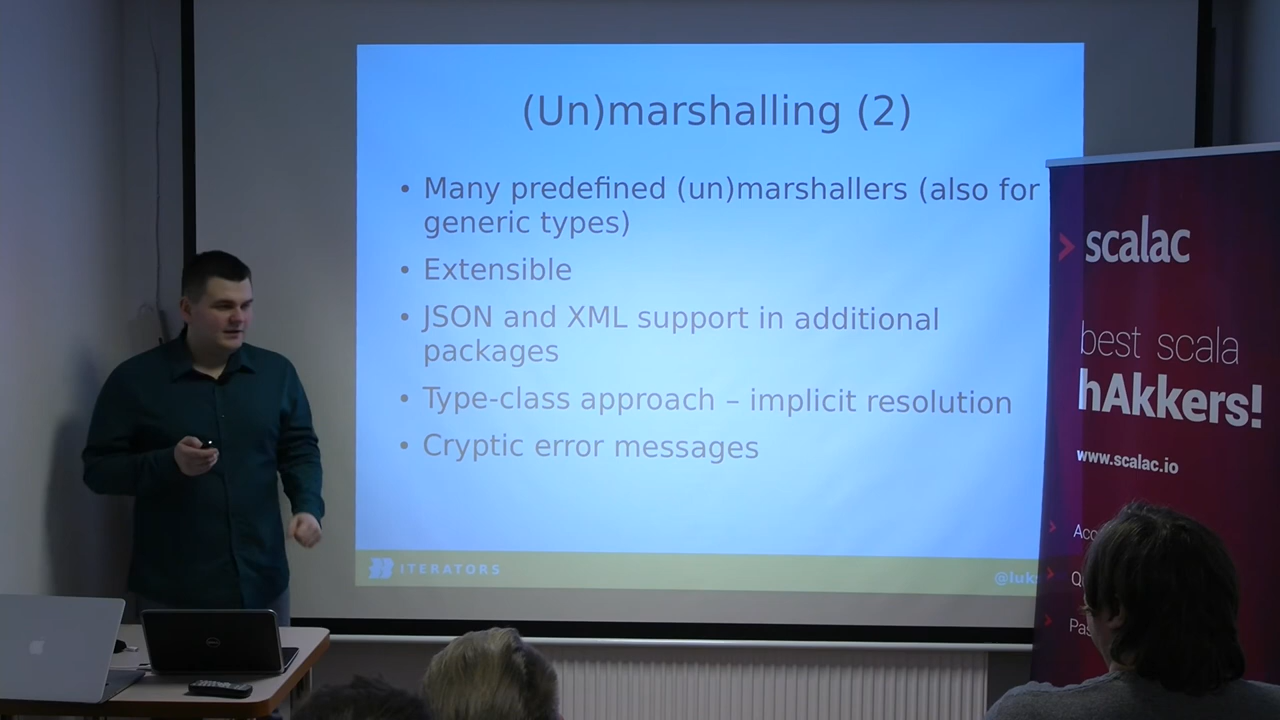 (Un)marshalling (2)
• Many predefined (un)marshallers (also for
generic types)
• Extensible
• JSON and XML support in additional
packages
• Type-class approach – implicit resolution
• Cryptic error messages
ITERATORS
scalac
best scala
hAkkers!
www.scalac.io